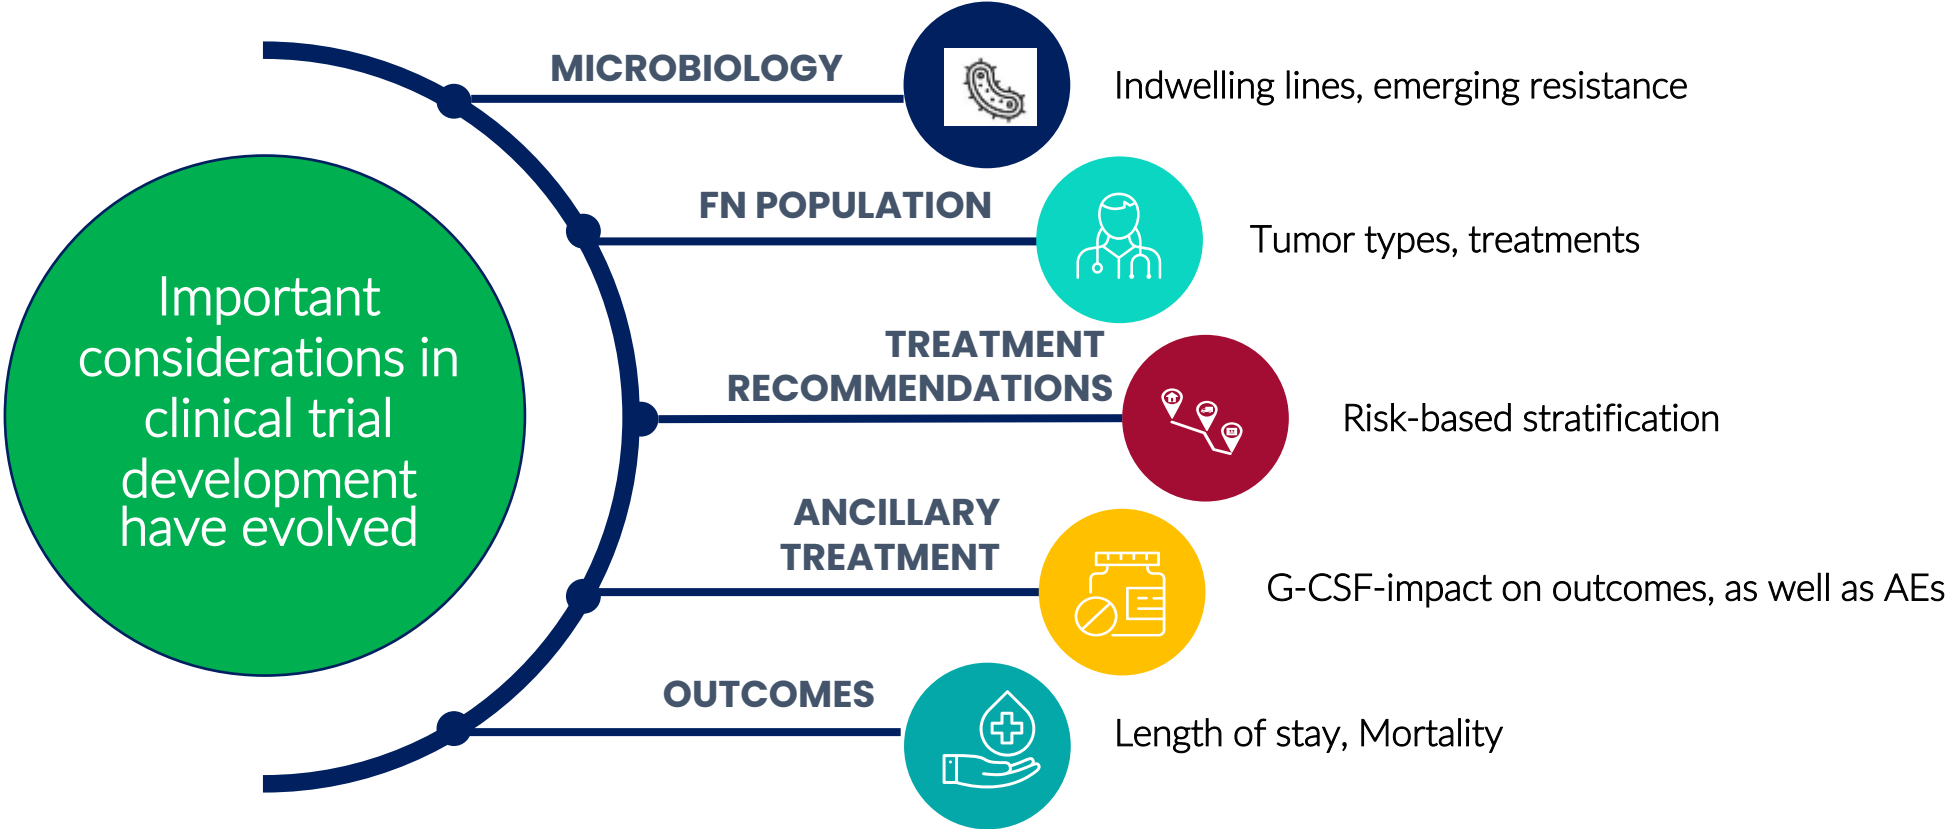 Important
considerations in
clinical trial
development
have evolved
MICROBIOLOGY
Indwelling lines, emerging resistance
FN POPULATION
Tumor types, treatments
TREATMENT
RECOMMENDATIONS
Risk-based stratification
ANCILLARY
TREATMENT
G-CSF-impact on outcomes, as well as AEs
OUTCOMES
Length of stay, Mortality